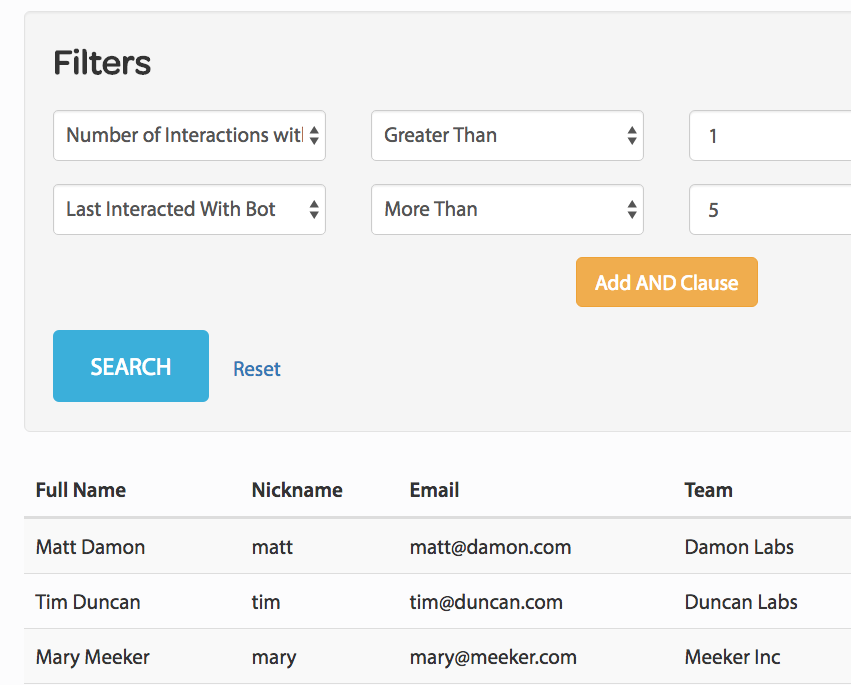 Filters
Number of Interactions wit Greater Than 1
Last Interacted With Bot More Than 5
Add AND Clause
SEARCH Reset
Full Name Nickname Email Team
Matt Damon matt matt@damon.com Damon Labs
Tim Duncan tim tim@duncan.com Duncan Labs
Mary Meeker mary mary@meeker.com Meeker Inc